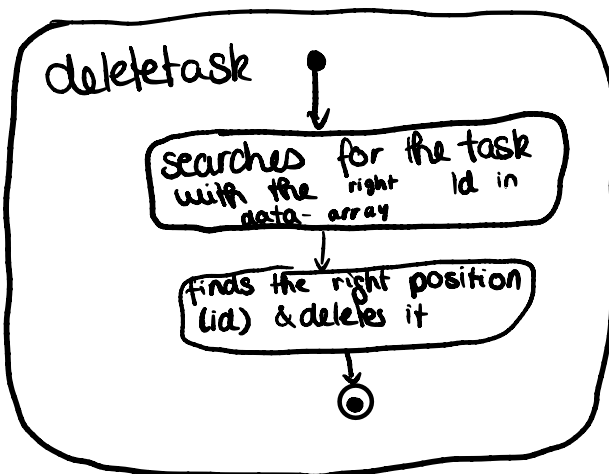 deletetask
searches for the task
with the right Id in
data-array
finds the right position
(id) & deletes it